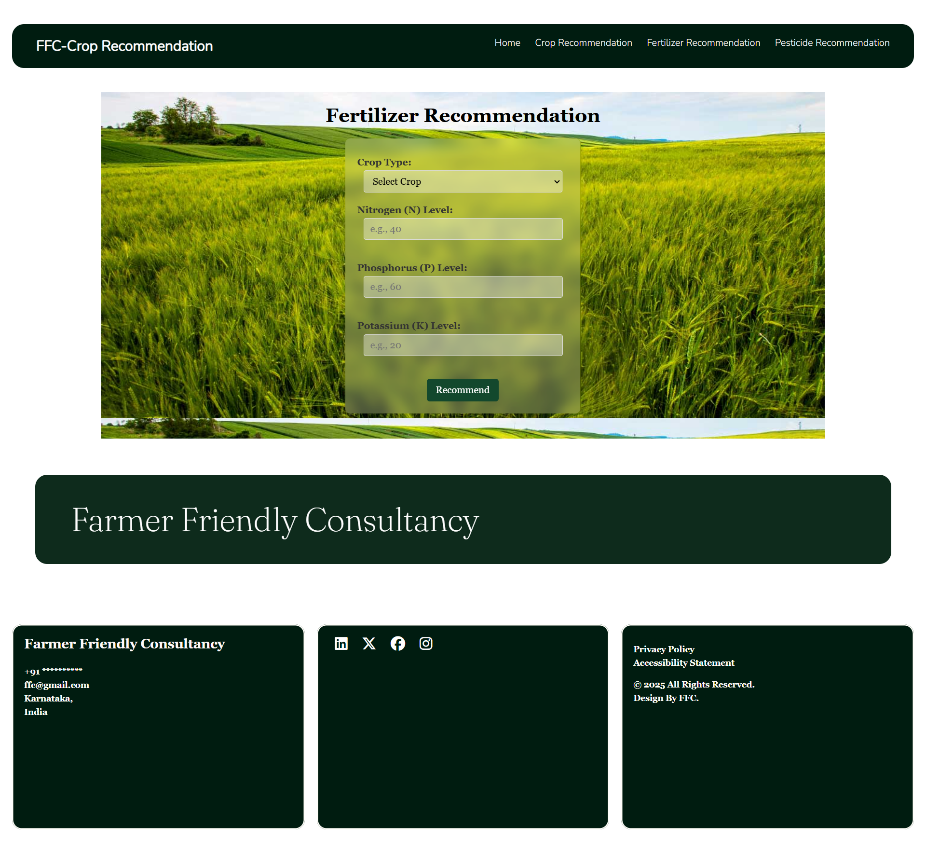 FFC-Crop Recommendation
Home Crop Recommendation Fertilizer Recommendation Pesticide Recommendation
Fertilizer Recommendation
Crop Type:
Select Crop
Nitrogen (N) Level:
e.g., 40
Phosphorus (P) Level:
e.g., 60
Potassium (K) Level:
e.g., 20
Recommend
Farmer Friendly Consultancy
Farmer Friendly Consultancy
+91 **********
ffc@gmail.com
Karnataka,
India
Privacy Policy
Accessibility Statement
© 2025 All Rights Reserved.
Design By FFC.